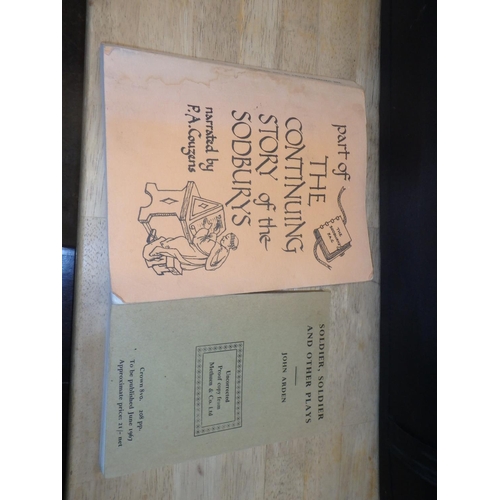 part of
THE
CONTINUING
STORY of the
SODBURYS
narrated by
P.A. Couzens
SOLDIER, SOLDIER
AND OTHER PLAYS
JOHN ARDEN
Uncorrected
Proof copy from
Methuen & Co. Ltd
Crown 8vo. 208 pp.
To be published June 1967
Approximate price: 21/- net